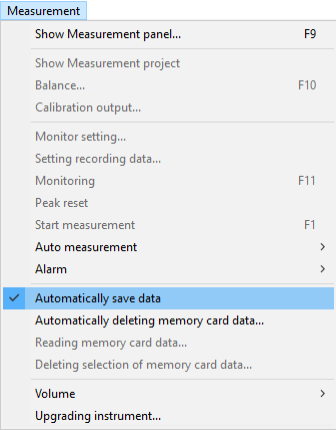 Measurement
Show Measurement panel... F9
Show Measurement project
Balance... F10
Calibration output...
Monitor setting...
Setting recording data...
Monitoring F11
Peak reset
Start measurement F1
Auto measurement
Alarm
Automatically save data
Automatically deleting memory card data...
Reading memory card data...
Deleting selection of memory card data...
Volume
Upgrading instrument...